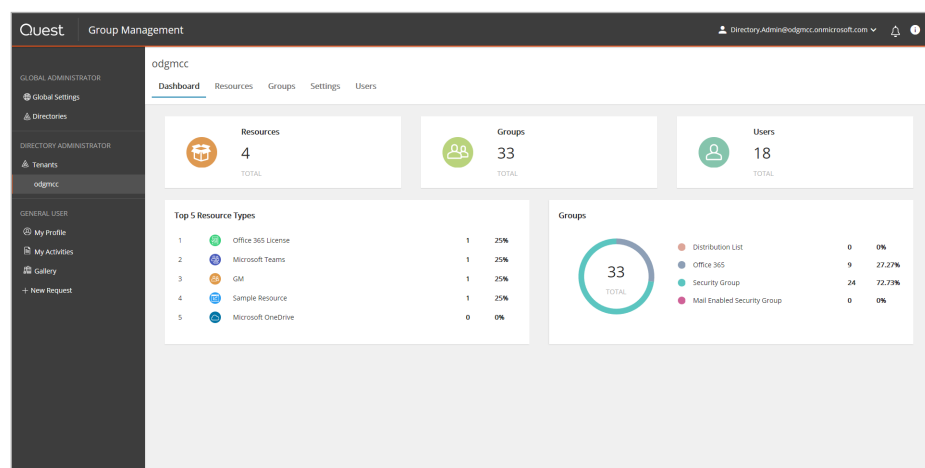 Quest Group Management
Directory.Admin@odgmcc.onmicrosoft.com
GLOBAL ADMINISTRATOR
Global Settings
Directories
DIRECTORY ADMINISTRATOR
Tenants
odgmcc
GENERAL USER
My Profile
My Activities
Gallery
+ New Request
odgmcc
Dashboard Resources Groups Settings Users
Resources
4
TOTAL
Groups
33
TOTAL
Users
18
TOTAL
Top 5 Resource Types
1 Office 365 License 1 25%
2 Microsoft Teams 1 25%
3 GM 1 25%
4 Sample Resource 1 25%
5 Microsoft OneDrive 0 0%
Groups
33
TOTAL
Distribution List 0 0%
Office 365 9 27.27%
Security Group 24 72.73%
Mail Enabled Security Group 0 0%